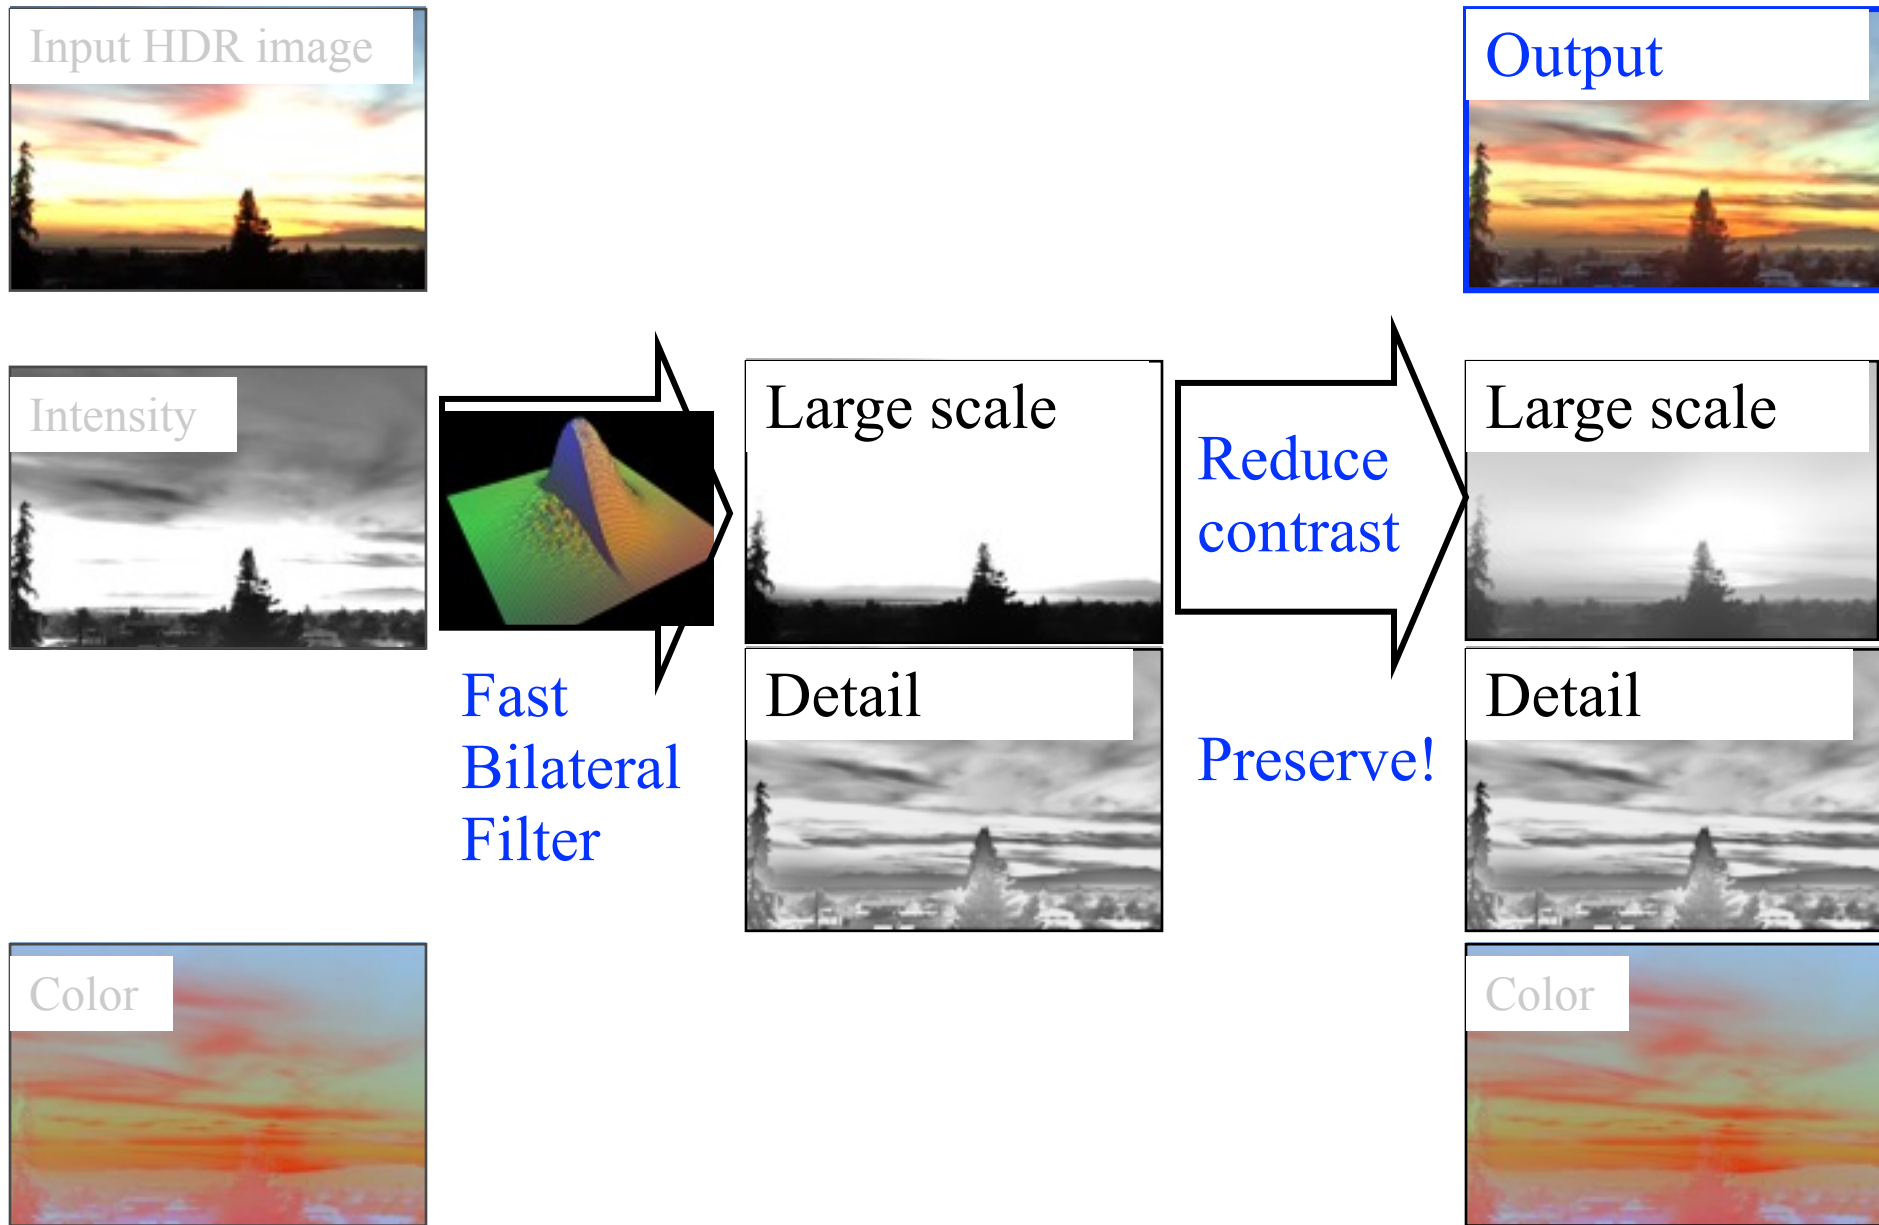 Input HDR image
Output
Intensity
Large scale
Reduce
contrast
Large scale
Fast
Bilateral
Filter
Detail
Preserve!
Detail
Color
Color